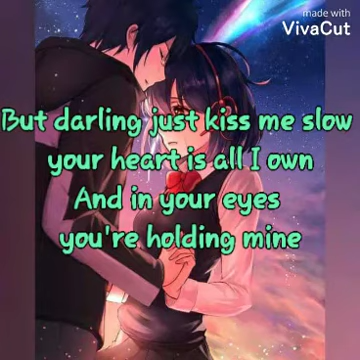 made with
VivaCut
But darling just kiss me slow
your heart is all I own
And in your eyes
you're holding mine